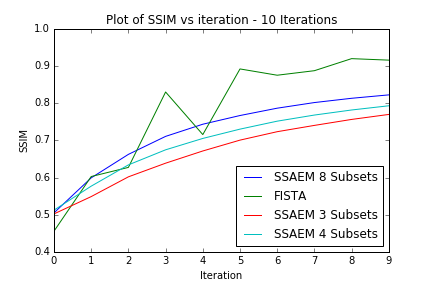 Plot of SSIM vs iteration - 10 Iterations
1.0
0.9
0.8
0.7
0.6
0.5
0.4
SSIM
SSAEM 8 Subsets
FISTA
SSAEM 3 Subsets
SSAEM 4 Subsets
0 1 2 3 4 5 6 7 8 9
Iteration